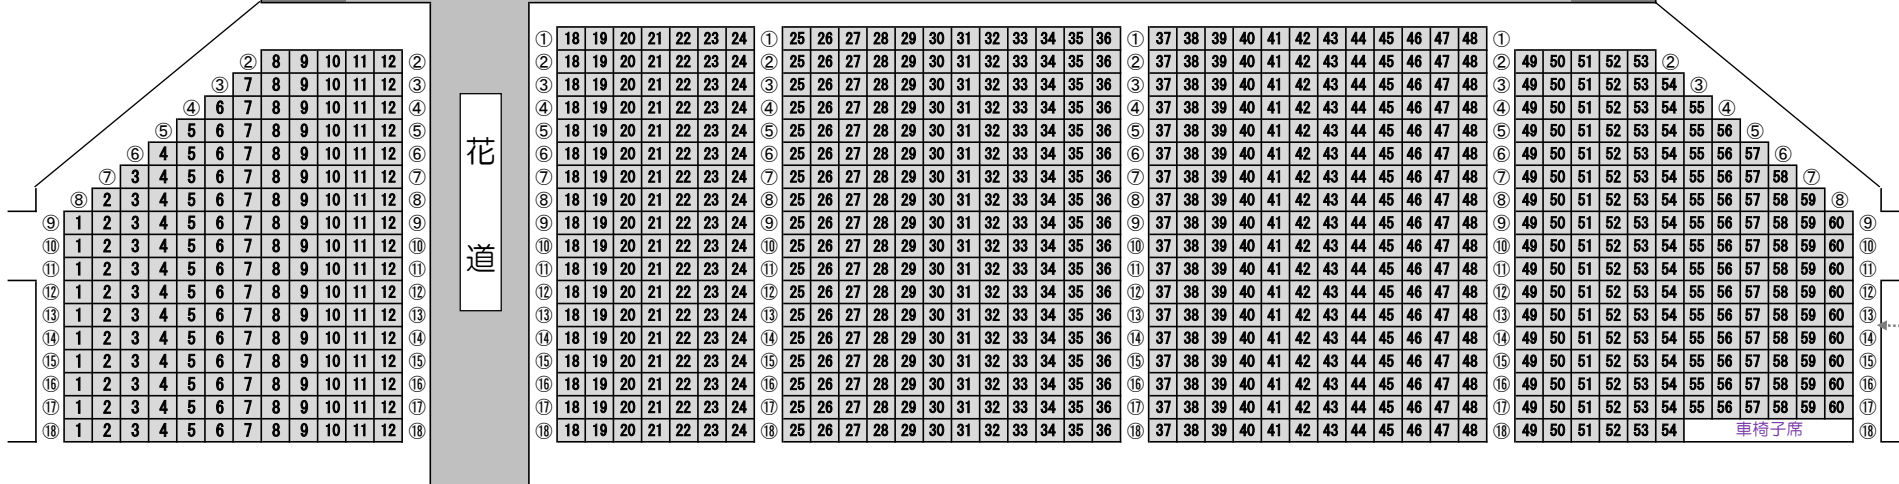 ① 18 19 20 21 22 23 24 ① 25 26 27 28 29 30 31 32 33 34 35 36 ① 37 38 39 40 41 42 43 44 45 46 47 48 ①
② 8 9 10 11 12 ② ② 18 19 20 21 22 23 24 ② 25 26 27 28 29 30 31 32 33 34 35 36 ② 37 38 39 40 41 42 43 44 45 46 47 48 ② 49 50 51 52 53 ②
③ 7 8 9 10 11 12 ③ ③ 18 19 20 21 22 23 24 ③ 25 26 27 28 29 30 31 32 33 34 35 36 ③ 37 38 39 40 41 42 43 44 45 46 47 48 ③ 49 50 51 52 53 54 ③
④ 6 7 8 9 10 11 12 ④ ④ 18 19 20 21 22 23 24 ④ 25 26 27 28 29 30 31 32 33 34 35 36 ④ 37 38 39 40 41 42 43 44 45 46 47 48 ④ 49 50 51 52 53 54 55 ④
⑤ 5 6 7 8 9 10 11 12 ⑤ ⑤ 18 19 20 21 22 23 24 ⑤ 25 26 27 28 29 30 31 32 33 34 35 36 ⑤ 37 38 39 40 41 42 43 44 45 46 47 48 ⑤ 49 50 51 52 53 54 55 56 ⑤
⑥ 4 5 6 7 8 9 10 11 12 ⑥ ⑥ 18 19 20 21 22 23 24 ⑥ 25 26 27 28 29 30 31 32 33 34 35 36 ⑥ 37 38 39 40 41 42 43 44 45 46 47 48 ⑥ 49 50 51 52 53 54 55 56 57 ⑥
⑦ 3 4 5 6 7 8 9 10 11 12 ⑦ ⑦ 18 19 20 21 22 23 24 ⑦ 25 26 27 28 29 30 31 32 33 34 35 36 ⑦ 37 38 39 40 41 42 43 44 45 46 47 48 ⑦ 49 50 51 52 53 54 55 56 57 58 ⑦
⑧ 2 3 4 5 6 7 8 9 10 11 12 ⑧ ⑧ 18 19 20 21 22 23 24 ⑧ 25 26 27 28 29 30 31 32 33 34 35 36 ⑧ 37 38 39 40 41 42 43 44 45 46 47 48 ⑧ 49 50 51 52 53 54 55 56 57 58 59 ⑧
⑨ 1 2 3 4 5 6 7 8 9 10 11 12 ⑨ ⑨ 18 19 20 21 22 23 24 ⑨ 25 26 27 28 29 30 31 32 33 34 35 36 ⑨ 37 38 39 40 41 42 43 44 45 46 47 48 ⑨ 49 50 51 52 53 54 55 56 57 58 59 60 ⑨
⑩ 1 2 3 4 5 6 7 8 9 10 11 12 ⑩ ⑩ 18 19 20 21 22 23 24 ⑩ 25 26 27 28 29 30 31 32 33 34 35 36 ⑩ 37 38 39 40 41 42 43 44 45 46 47 48 ⑩ 49 50 51 52 53 54 55 56 57 58 59 60 ⑩
⑪ 1 2 3 4 5 6 7 8 9 10 11 12 ⑪ ⑪ 18 19 20 21 22 23 24 ⑪ 25 26 27 28 29 30 31 32 33 34 35 36 ⑪ 37 38 39 40 41 42 43 44 45 46 47 48 ⑪ 49 50 51 52 53 54 55 56 57 58 59 60 ⑪
⑫ 1 2 3 4 5 6 7 8 9 10 11 12 ⑫ ⑫ 18 19 20 21 22 23 24 ⑫ 25 26 27 28 29 30 31 32 33 34 35 36 ⑫ 37 38 39 40 41 42 43 44 45 46 47 48 ⑫ 49 50 51 52 53 54 55 56 57 58 59 60 ⑫
⑬ 1 2 3 4 5 6 7 8 9 10 11 12 ⑬ ⑬ 18 19 20 21 22 23 24 ⑬ 25 26 27 28 29 30 31 32 33 34 35 36 ⑬ 37 38 39 40 41 42 43 44 45 46 47 48 ⑬ 49 50 51 52 53 54 55 56 57 58 59 60 ⑬
⑭ 1 2 3 4 5 6 7 8 9 10 11 12 ⑭ ⑭ 18 19 20 21 22 23 24 ⑭ 25 26 27 28 29 30 31 32 33 34 35 36 ⑭ 37 38 39 40 41 42 43 44 45 46 47 48 ⑭ 49 50 51 52 53 54 55 56 57 58 59 60 ⑭
⑮ 1 2 3 4 5 6 7 8 9 10 11 12 ⑮ ⑮ 18 19 20 21 22 23 24 ⑮ 25 26 27 28 29 30 31 32 33 34 35 36 ⑮ 37 38 39 40 41 42 43 44 45 46 47 48 ⑮ 49 50 51 52 53 54 55 56 57 58 59 60 ⑮
⑯ 1 2 3 4 5 6 7 8 9 10 11 12 ⑯ ⑯ 18 19 20 21 22 23 24 ⑯ 25 26 27 28 29 30 31 32 33 34 35 36 ⑯ 37 38 39 40 41 42 43 44 45 46 47 48 ⑯ 49 50 51 52 53 54 55 56 57 58 59 60 ⑯
⑰ 1 2 3 4 5 6 7 8 9 10 11 12 ⑰ ⑰ 18 19 20 21 22 23 24 ⑰ 25 26 27 28 29 30 31 32 33 34 35 36 ⑰ 37 38 39 40 41 42 43 44 45 46 47 48 ⑰ 49 50 51 52 53 54 55 56 57 58 59 60 ⑰
⑱ 1 2 3 4 5 6 7 8 9 10 11 12 ⑱ ⑱ 18 19 20 21 22 23 24 ⑱ 25 26 27 28 29 30 31 32 33 34 35 36 ⑱ 37 38 39 40 41 42 43 44 45 46 47 48 ⑱ 49 50 51 52 53 54 車椅子席 ⑱
花道